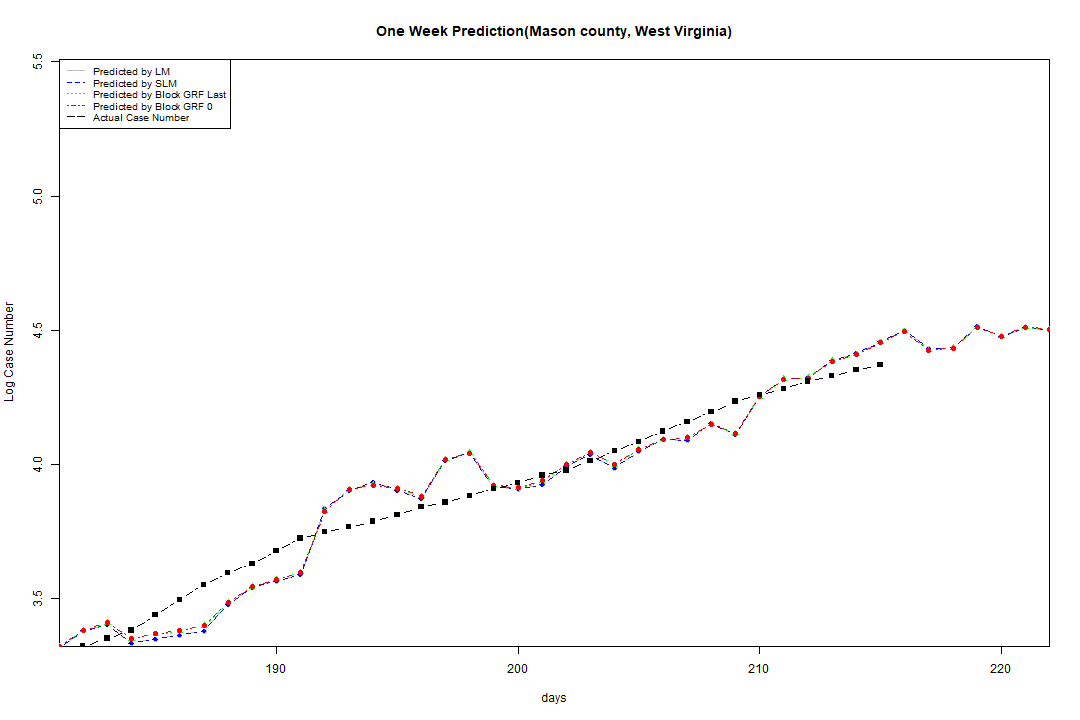 One Week Prediction(Mason county, West Virginia)
5.5
5.0
4.5
4.0
3.5
Log Case Number
Predicted by LM
Predicted by SLM
Predicted by Block GRF Last
Predicted by Block GRF 0
Actual Case Number
190 200 210 220
days